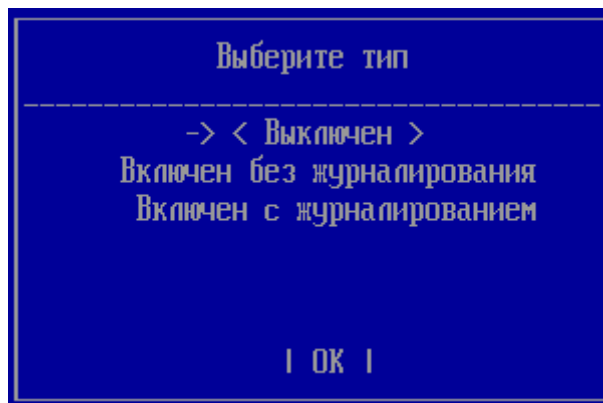 Выберите тип
-> < Выключен >
Включен без журналирования
Включен с журналированием
| OK |